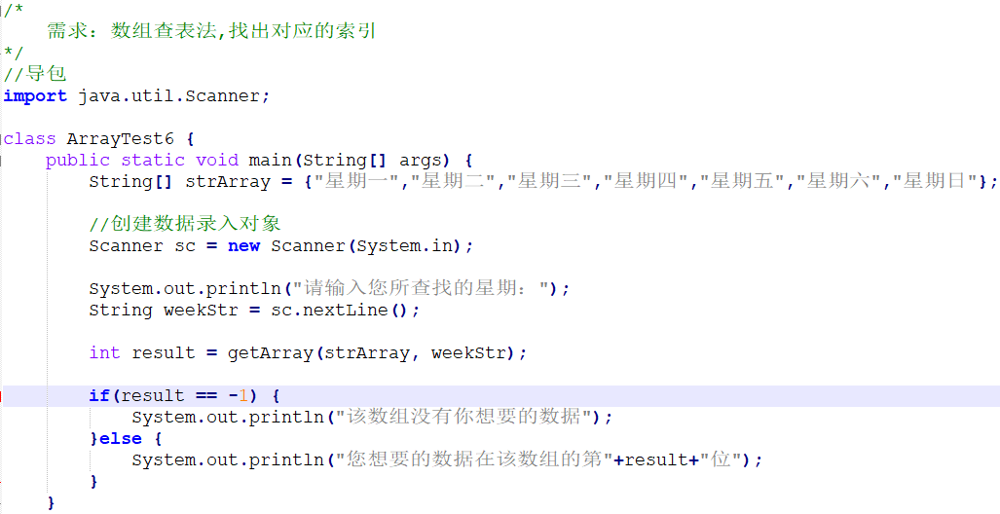 /*
    需求：数组查表法,找出对应的索引
*/
//导包
import java.util.Scanner;

class ArrayTest6 {
    public static void main(String[] args) {
        String[] strArray = {"星期一","星期二","星期三","星期四","星期五","星期六","星期日"};

        //创建数据录入对象
        Scanner sc = new Scanner(System.in);

        System.out.println("请输入您所查找的星期：");
        String weekStr = sc.nextLine();

        int result = getArray(strArray, weekStr);

        if(result == -1) {
            System.out.println("该数组没有你想要的数据");
        }else {
            System.out.println("您想要的数据在该数组的第"+result+"位");
        }
    }